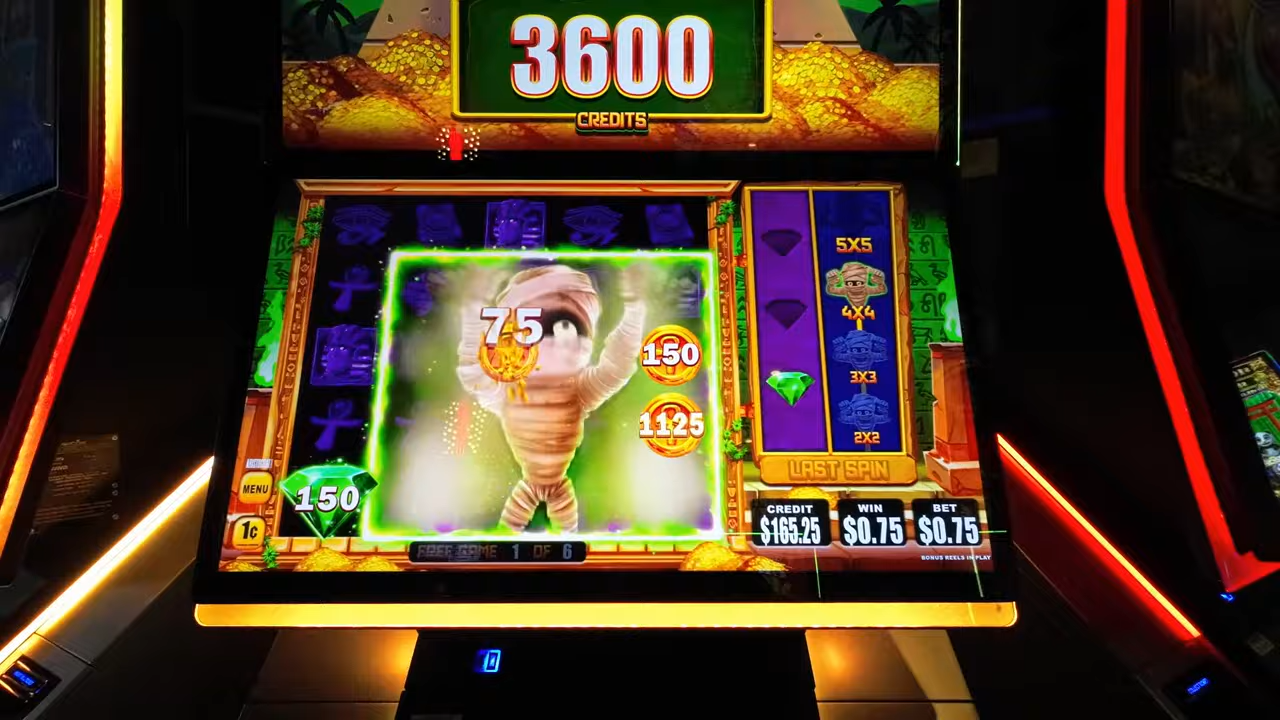 3600
CREDITS
5X5
75
4X4
150
3X3
1125
2X2
LAST SPIN
MENU
150
CREDIT
WIN
BET
$165.25
$0.75
$0.75
1¢
FREE GAME 1 OF 6
BONUS REELS IN PLAY